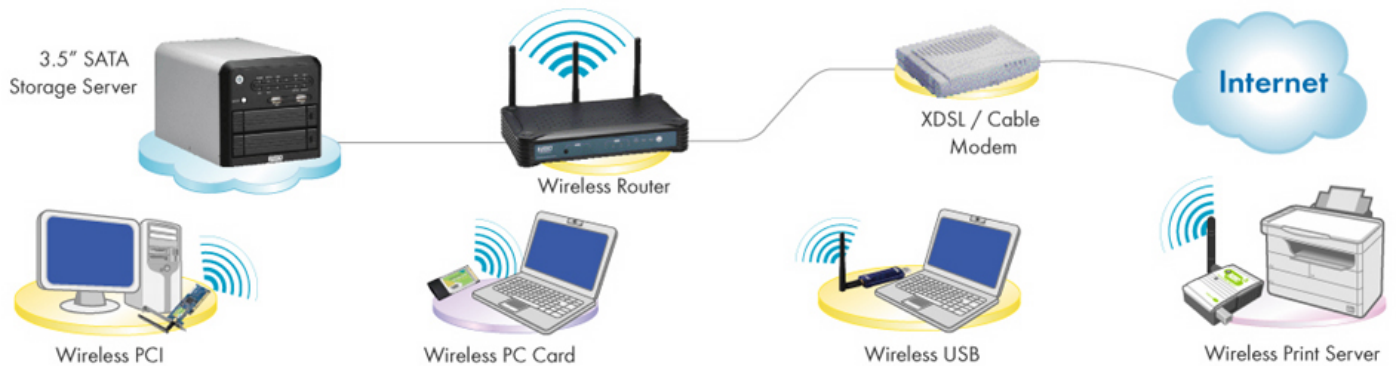 3.5" SATA
Storage Server
Wireless Router
XDSL / Cable
Modem
Internet
Wireless PCI
Wireless PC Card
Wireless USB
Wireless Print Server